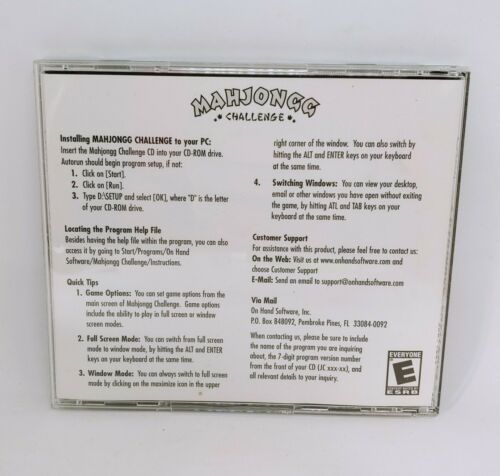 MAHJONGG
CHALLENGE
Installing MAHJONGG CHALLENGE to your PC:
Insert the Mahjongg Challenge CD into your CD-ROM drive.
Autorun should begin program setup, if not:
1. Click on [Start].
2. Click on [Run].
3. Type D:\SETUP and select [OK], where "D" is the letter
of your CD-ROM drive.
Locating the Program Help File
Besides having the help file within the program, you can also
access it by going to Start/Programs/On Hand
Software/Mahjongg Challenge/Instructions.
Quick Tips
1. Game Options: You can set game options from the
main screen of Mahjongg Challenge. Game options
include the ability to play in full screen or window
screen modes.
2. Full Screen Mode: You can switch from full screen
mode to window mode, by hitting the ALT and ENTER
keys on your keyboard at the same time.
3. Window Mode: You can always switch to full screen
mode by clicking on the maximize icon in the upper
right corner of the window. You can also switch by
hitting the ALT and ENTER keys on your keyboard
at the same time.
4. Switching Windows: You can view your desktop,
email or other windows you have open without exiting
the game, by hitting ATL and TAB keys on your
keyboard at the same time.
Customer Support
For assistance with this product, please feel free to contact us:
On the Web: Visit us at www.onhandsoftware.com and
choose Customer Support
E-Mail: Send an email to support@onhandsoftware.com
Via Mail
On Hand Software, Inc.
P.O. Box 848092, Pembroke Pines, FL 33084-0092
When contacting us, please be sure to include
the name of the program you are inquiring
about, the 7-digit program version number
from the front of your CD (JC xxx-xx), and
all relevant details to your inquiry.
EVERYONE
E
ESRB